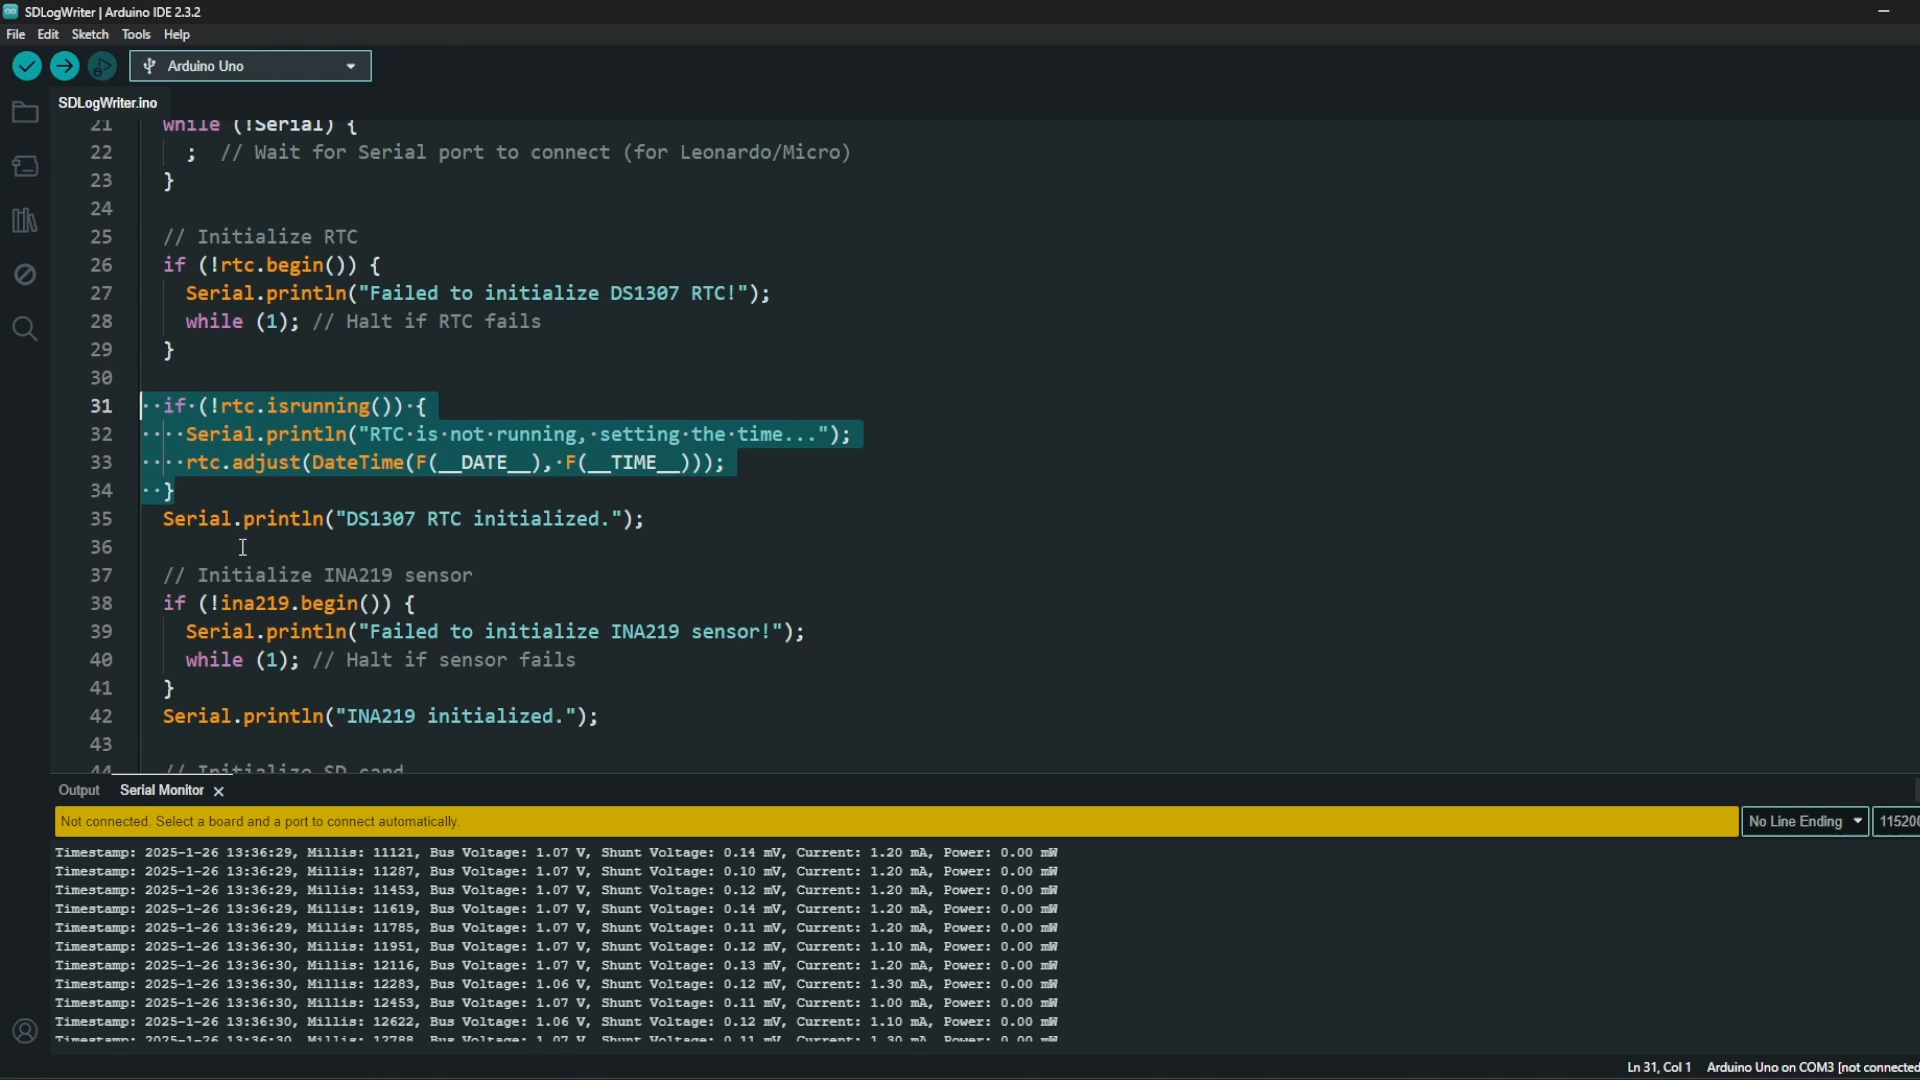 SDLogWriter | Arduino IDE 2.3.2
File Edit Sketch Tools Help
Arduino Uno
SDLogWriter.ino
21 while (!Serial) {
22 ; // Wait for Serial port to connect (for Leonardo/Micro)
23 }
24
25 // Initialize RTC
26 if (!rtc.begin()) {
27 Serial.println("Failed to initialize DS1307 RTC!");
28 while (1); // Halt if RTC fails
29 }
30
31 if (!rtc.isrunning()) {
32 Serial.println("RTC is not running, setting the time...");
33 rtc.adjust(DateTime(F(__DATE__), F(__TIME__)));
34 }
35 Serial.println("DS1307 RTC initialized.");
36
37 // Initialize INA219 sensor
38 if (!ina219.begin()) {
39 Serial.println("Failed to initialize INA219 sensor!");
40 while (1); // Halt if sensor fails
41 }
42 Serial.println("INA219 initialized.");
43
44 // Initialize SD card
Output Serial Monitor
Not connected. Select a board and a port to connect automatically. No Line Ending 115200
Timestamp: 2025-1-26 13:36:29, Millis: 11121, Bus Voltage: 1.07 V, Shunt Voltage: 0.14 mV, Current: 1.20 mA, Power: 0.00 mW
Timestamp: 2025-1-26 13:36:29, Millis: 11287, Bus Voltage: 1.07 V, Shunt Voltage: 0.10 mV, Current: 1.20 mA, Power: 0.00 mW
Timestamp: 2025-1-26 13:36:29, Millis: 11453, Bus Voltage: 1.07 V, Shunt Voltage: 0.12 mV, Current: 1.20 mA, Power: 0.00 mW
Timestamp: 2025-1-26 13:36:29, Millis: 11619, Bus Voltage: 1.07 V, Shunt Voltage: 0.14 mV, Current: 1.20 mA, Power: 0.00 mW
Timestamp: 2025-1-26 13:36:29, Millis: 11785, Bus Voltage: 1.07 V, Shunt Voltage: 0.11 mV, Current: 1.20 mA, Power: 0.00 mW
Timestamp: 2025-1-26 13:36:30, Millis: 11951, Bus Voltage: 1.07 V, Shunt Voltage: 0.12 mV, Current: 1.10 mA, Power: 0.00 mW
Timestamp: 2025-1-26 13:36:30, Millis: 12116, Bus Voltage: 1.07 V, Shunt Voltage: 0.13 mV, Current: 1.20 mA, Power: 0.00 mW
Timestamp: 2025-1-26 13:36:30, Millis: 12283, Bus Voltage: 1.06 V, Shunt Voltage: 0.12 mV, Current: 1.30 mA, Power: 0.00 mW
Timestamp: 2025-1-26 13:36:30, Millis: 12453, Bus Voltage: 1.07 V, Shunt Voltage: 0.11 mV, Current: 1.00 mA, Power: 0.00 mW
Timestamp: 2025-1-26 13:36:30, Millis: 12622, Bus Voltage: 1.06 V, Shunt Voltage: 0.12 mV, Current: 1.10 mA, Power: 0.00 mW
Timestamp: 2025-1-26 13:36:30, Millis: 12788, Bus Voltage: 1.07 V, Shunt Voltage: 0.11 mV, Current: 1.30 mA, Power: 0.00 mW
Ln 31, Col 1 Arduino Uno on COM3 [not connected